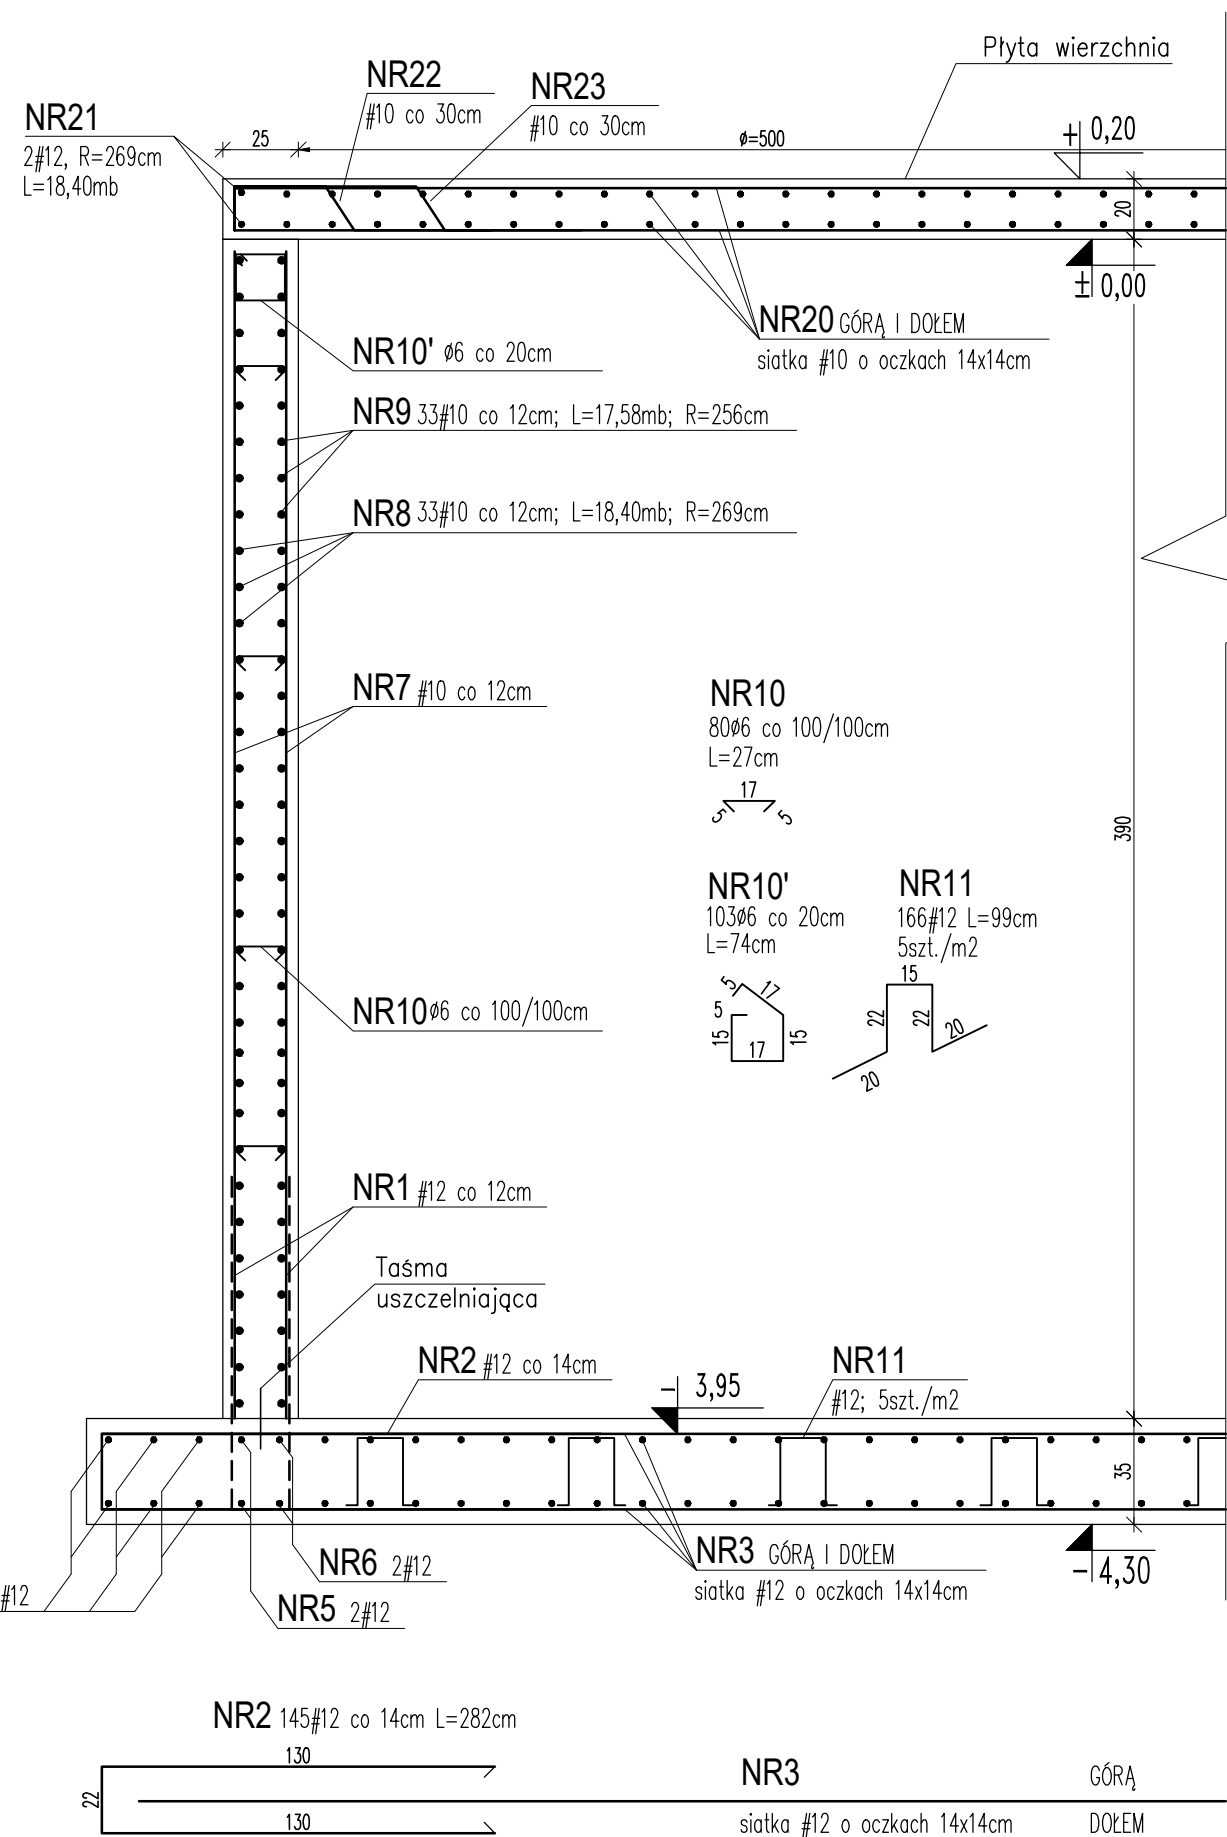 Płyta wierzchnia
NR22
#10 co 30cm
NR23
#10 co 30cm
NR21
2#12, R=269cm
L=18,40mb
25
ø=500
+ 0,20
20
± 0,00
NR20 GÓRĄ I DOŁEM
siatka #10 o oczkach 14x14cm
NR10' ø6 co 20cm
NR9 33#10 co 12cm; L=17,58mb; R=256cm
NR8 33#10 co 12cm; L=18,40mb; R=269cm
NR7 #10 co 12cm
NR10
80ø6 co 100/100cm
L=27cm
17
5
5
390
NR10'
103ø6 co 20cm
L=74cm
5
17
5
15
17
15
NR11
166#12 L=99cm
5szt./m2
15
22
22
20
20
NR10 ø6 co 100/100cm
NR1 #12 co 12cm
Taśma
uszczelniająca
NR2 #12 co 14cm
- 3,95
NR11
#12; 5szt./m2
35
NR3 GÓRĄ I DOŁEM
siatka #12 o oczkach 14x14cm
-4,30
NR6 2#12
#12
NR5 2#12
NR2 145#12 co 14cm L=282cm
130
22
130
NR3 GÓRĄ
siatka #12 o oczkach 14x14cm DOŁEM